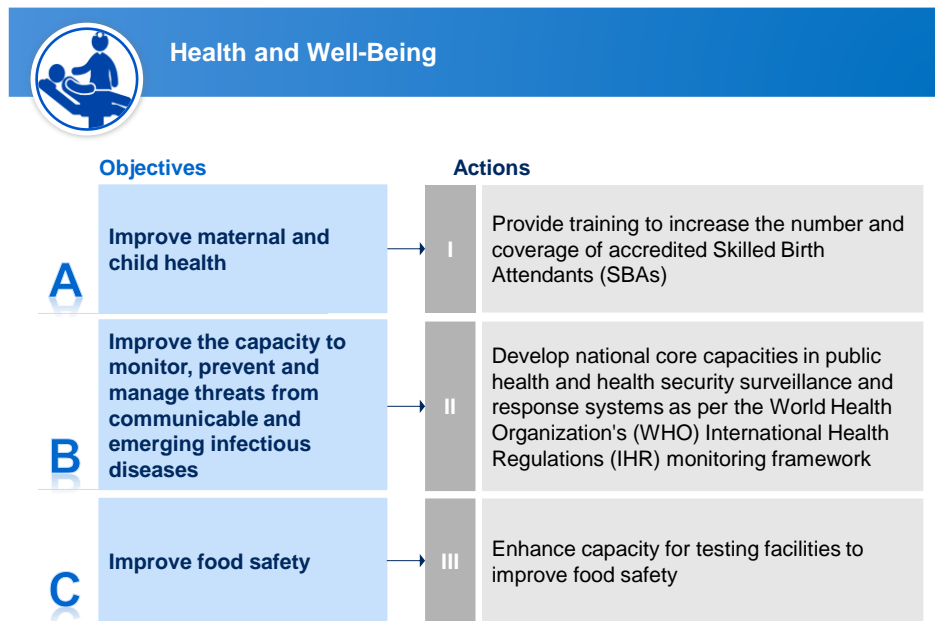 Health and Well-Being
Objectives
Actions
A
Improve maternal and
child health
I
Provide training to increase the number and
coverage of accredited Skilled Birth
Attendants (SBAs)
B
Improve the capacity to
monitor, prevent and
manage threats from
communicable and
emerging infectious
diseases
II
Develop national core capacities in public
health and health security surveillance and
response systems as per the World Health
Organization's (WHO) International Health
Regulations (IHR) monitoring framework
C
Improve food safety
III
Enhance capacity for testing facilities to
improve food safety